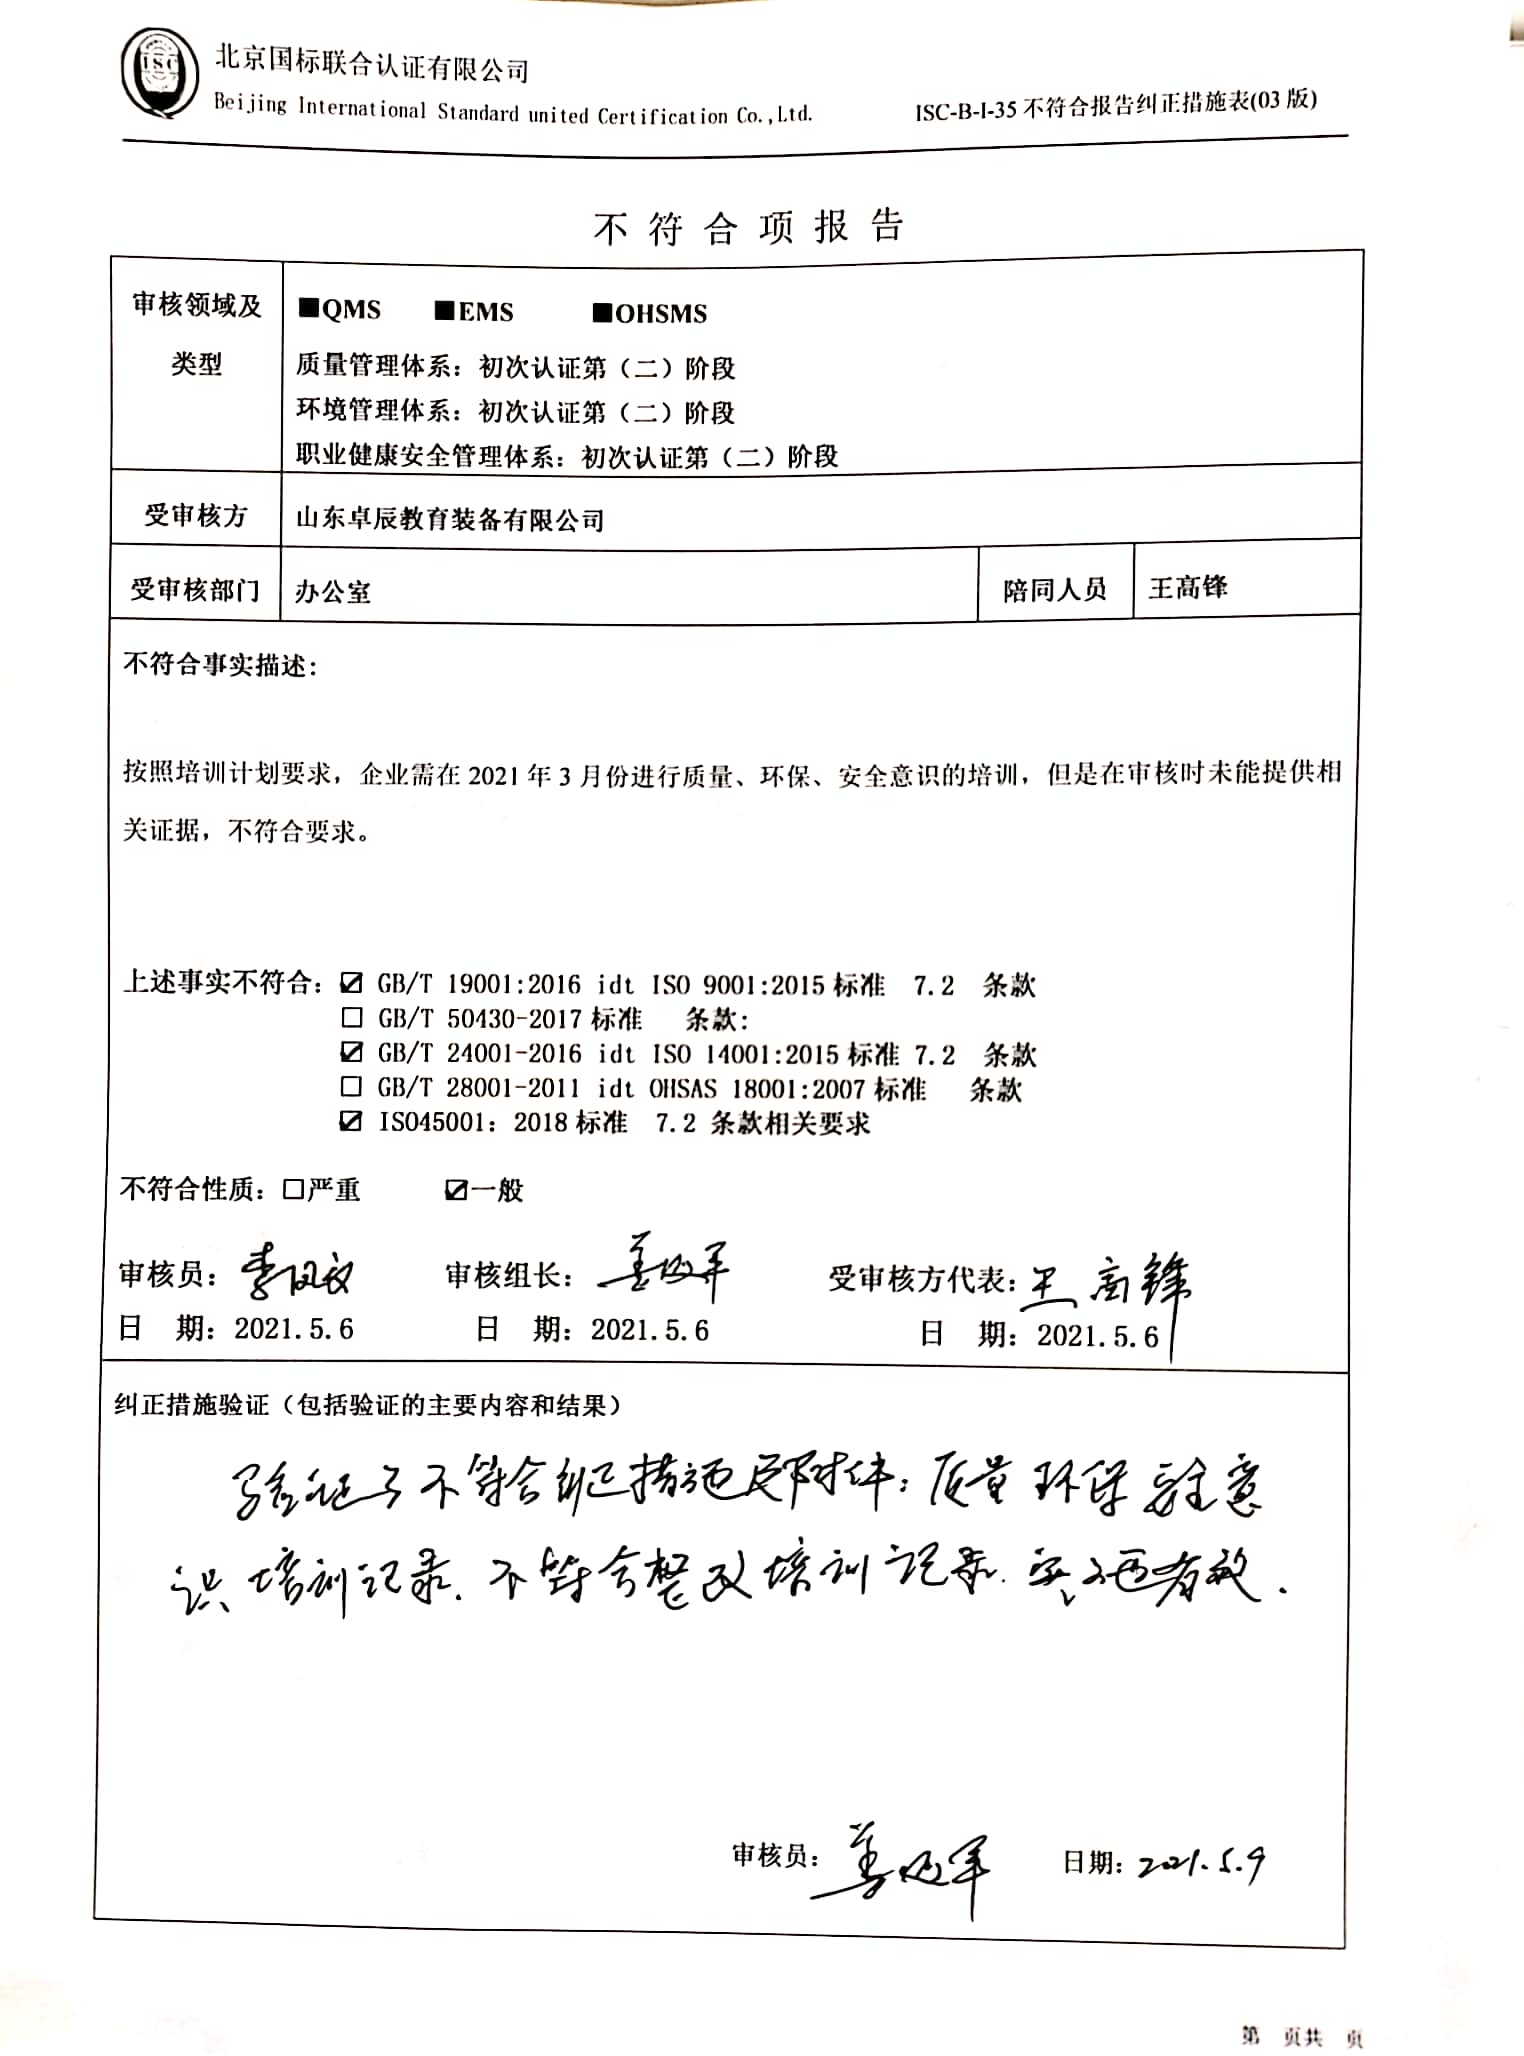 ISC
北京国标联合认证有限公司
Beijing International Standard united Certification Co.,Ltd.
ISC-B-I-35 不符合报告纠正措施表(03 版)
不符合项报告
审核领域及类型
■QMS ■EMS ■OHSMS
质量管理体系：初次认证第（二）阶段
环境管理体系：初次认证第（二）阶段
职业健康安全管理体系：初次认证第（二）阶段
受审核方 山东卓辰教育装备有限公司
受审核部门 办公室 陪同人员 王高锋
不符合事实描述：
按照培训计划要求，企业需在 2021 年 3 月份进行质量、环保、安全意识的培训，但是在审核时未能提供相
关证据，不符合要求。
上述事实不符合：☑ GB/T 19001:2016 idt ISO 9001:2015 标准 7.2 条款
□ GB/T 50430-2017 标准 条款：
☑ GB/T 24001-2016 idt ISO 14001:2015 标准 7.2 条款
□ GB/T 28001-2011 idt OHSAS 18001:2007 标准 条款
☑ ISO45001：2018 标准 7.2 条款相关要求
不符合性质：□严重 ☑一般
审核员： 审核组长： 受审核方代表：王高锋
日 期：2021.5.6 日 期：2021.5.6 日 期：2021.5.6
纠正措施验证（包括验证的主要内容和结果）
验证了不符合纠正措施及附件：质量 环保 安全意
识培训记录、不符合整改培训记录. 实施有效.
审核员： 日期：2021.5.9
第 页共 页